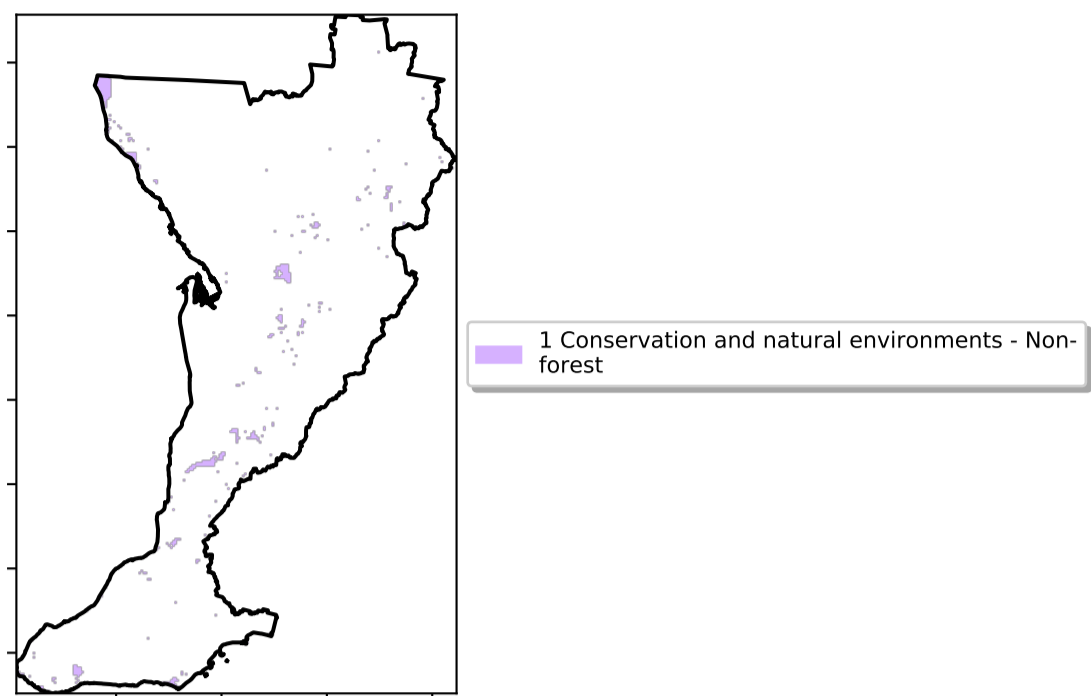 1 Conservation and natural environments - Non-
forest